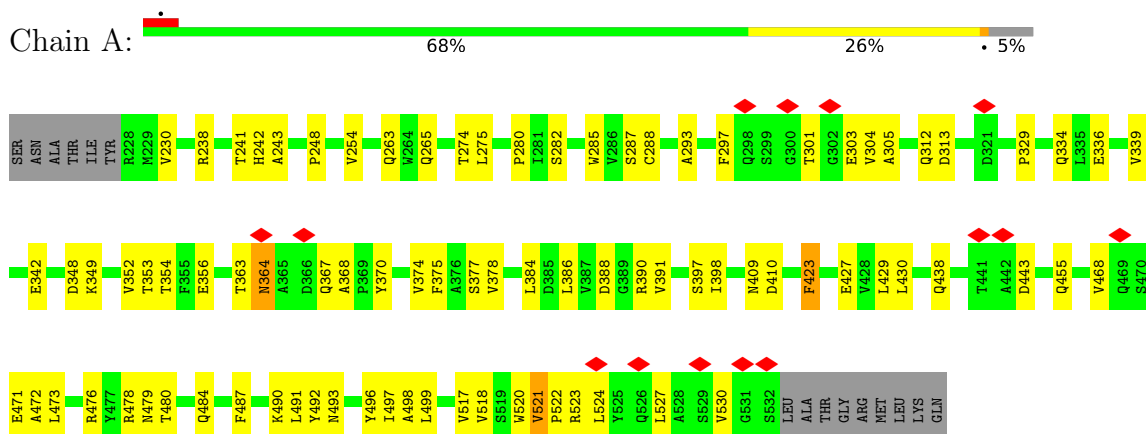 Chain A:
•
68% 26% • 5%
SER ASN ALA THR ILE TYR R228 M229 V230 R238 T241 H242 A243 P248 V254 Q263 W264 Q265 T274 L275 P280 I281 S282 W285 V286 S287 C288 A293 F297 Q298 S299 G300 T301 G302 E303 V304 A305 Q312 D313 D321 P329 Q334 L335 E336 V339
E342 D348 K349 V352 T353 T354 F355 E356 T363 N364 A365 D366 Q367 A368 P369 Y370 V374 F375 A376 S377 V378 L384 D385 L386 V387 D388 G389 R390 V391 S397 I398 N409 D410 F423 E427 V428 L429 L430 Q438 T441 A442 D443 Q455 V468 Q469 S470
E471 A472 L473 R476 Y477 R478 N479 T480 Q484 F487 K490 L491 Y492 N493 Y496 I497 A498 L499 V517 V518 S519 W520 V521 P522 R523 L524 Y525 Q526 L527 A528 S529 V530 G531 S532 LEU ALA THR GLY ARG MET LEU LYS GLN